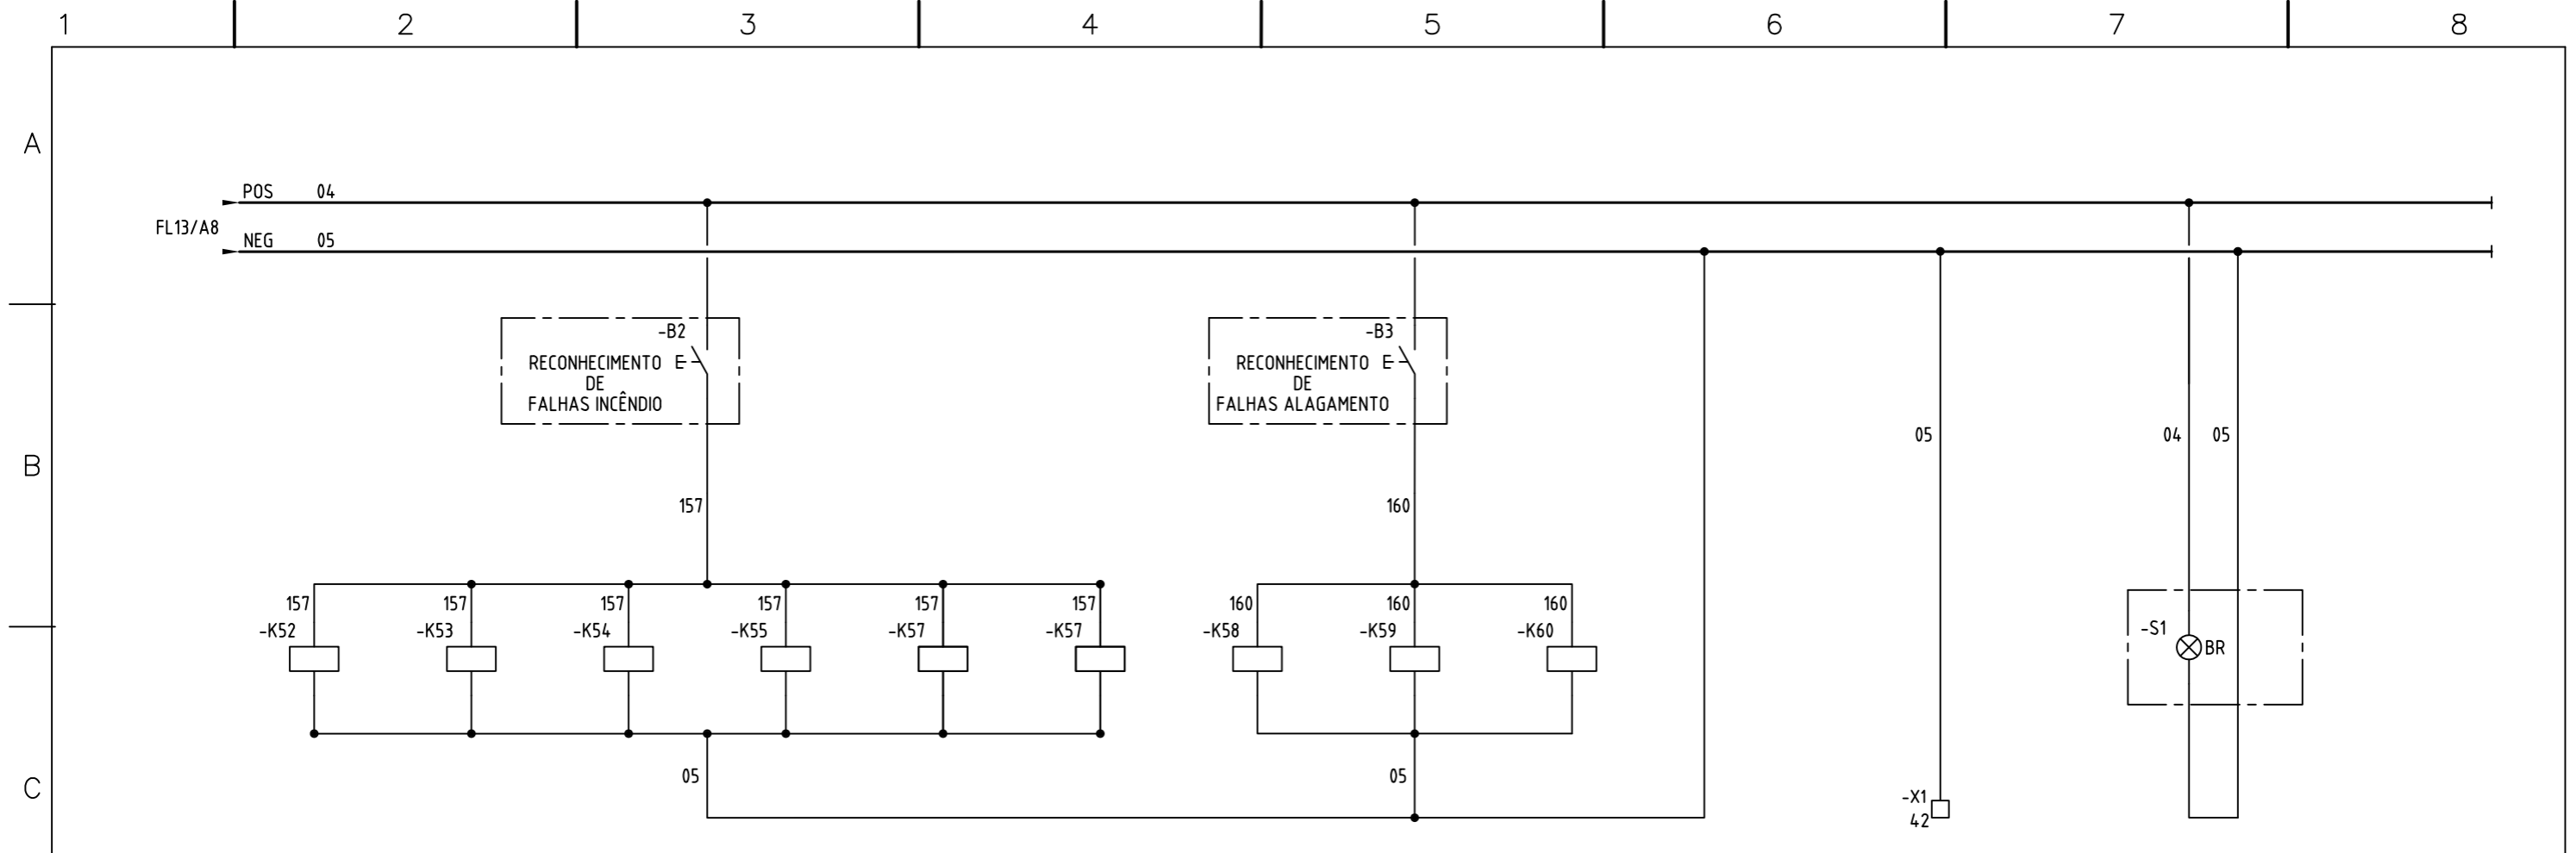 1 2 3 4 5 6 7 8
A
POS 04
FL13/A8
NEG 05
-B2
RECONHECIMENTO
DE
FALHAS INCÊNDIO
-B3
RECONHECIMENTO
DE
FALHAS ALAGAMENTO
05 04 05
B
157 160
157 157 157 157 157 157 160 160 160
-K52 -K53 -K54 -K55 -K57 -K57 -K58 -K59 -K60
-S1
BR
05 05
C
-X1
42